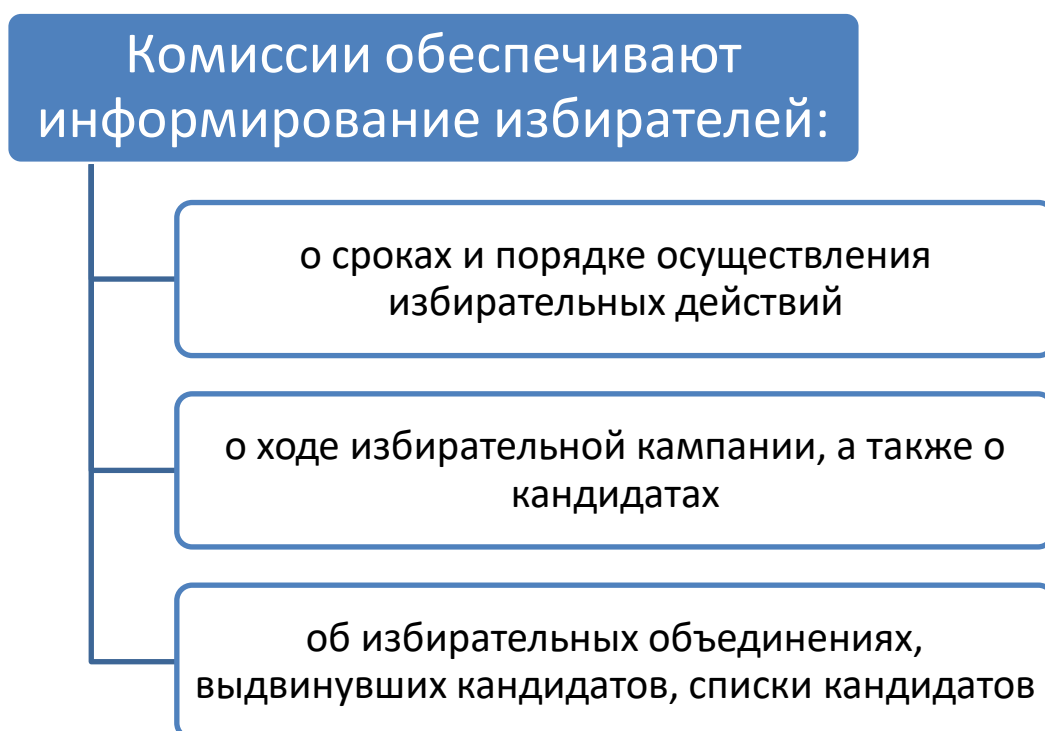 Комиссии обеспечивают
информирование избирателей:
о сроках и порядке осуществления
избирательных действий
о ходе избирательной кампании, а также о
кандидатах
об избирательных объединениях,
выдвинувших кандидатов, списки кандидатов